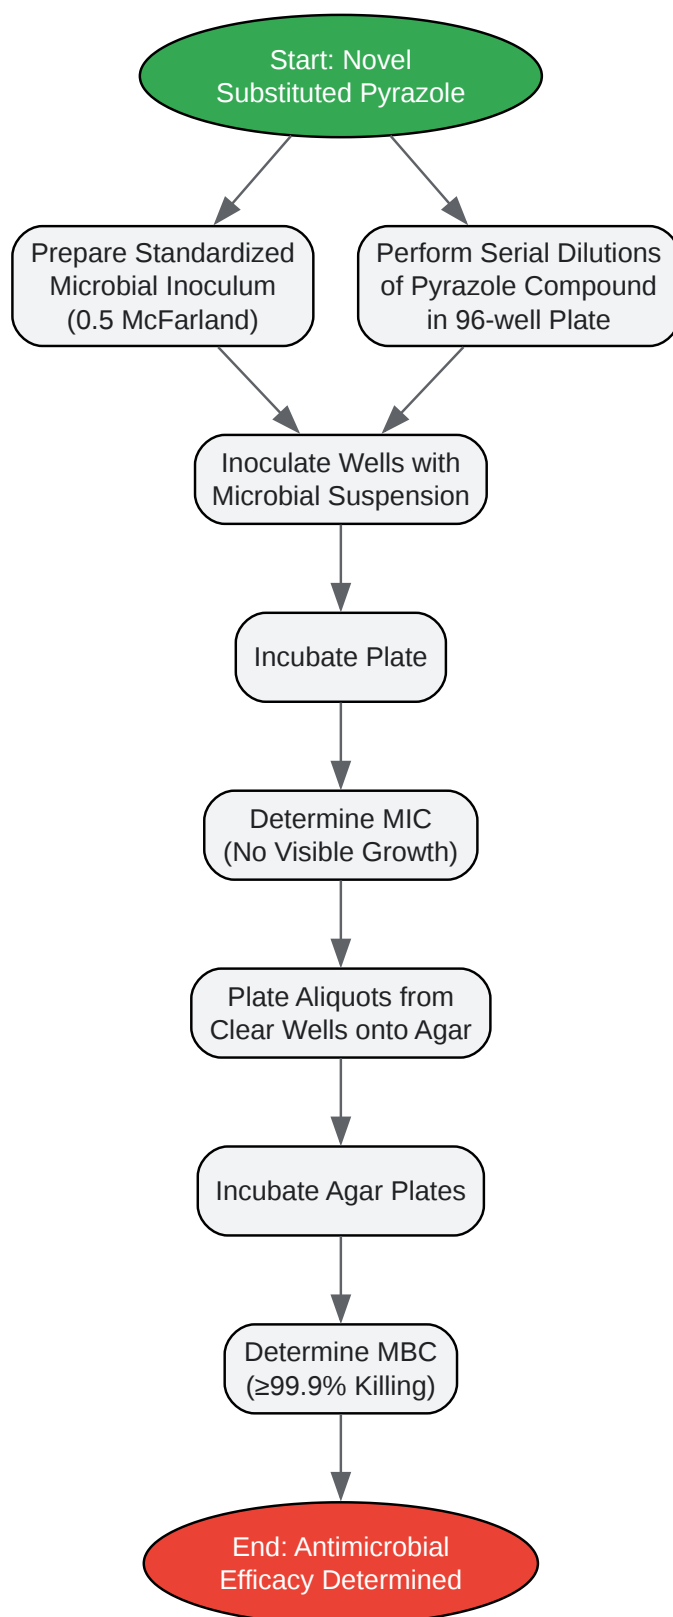 Start: Novel
Substituted Pyrazole
Prepare Standardized
Microbial Inoculum
(0.5 McFarland)
Perform Serial Dilutions
of Pyrazole Compound
in 96-well Plate
Inoculate Wells with
Microbial Suspension
Incubate Plate
Determine MIC
(No Visible Growth)
Plate Aliquots from
Clear Wells onto Agar
Incubate Agar Plates
Determine MBC
(≥99.9% Killing)
End: Antimicrobial
Efficacy Determined